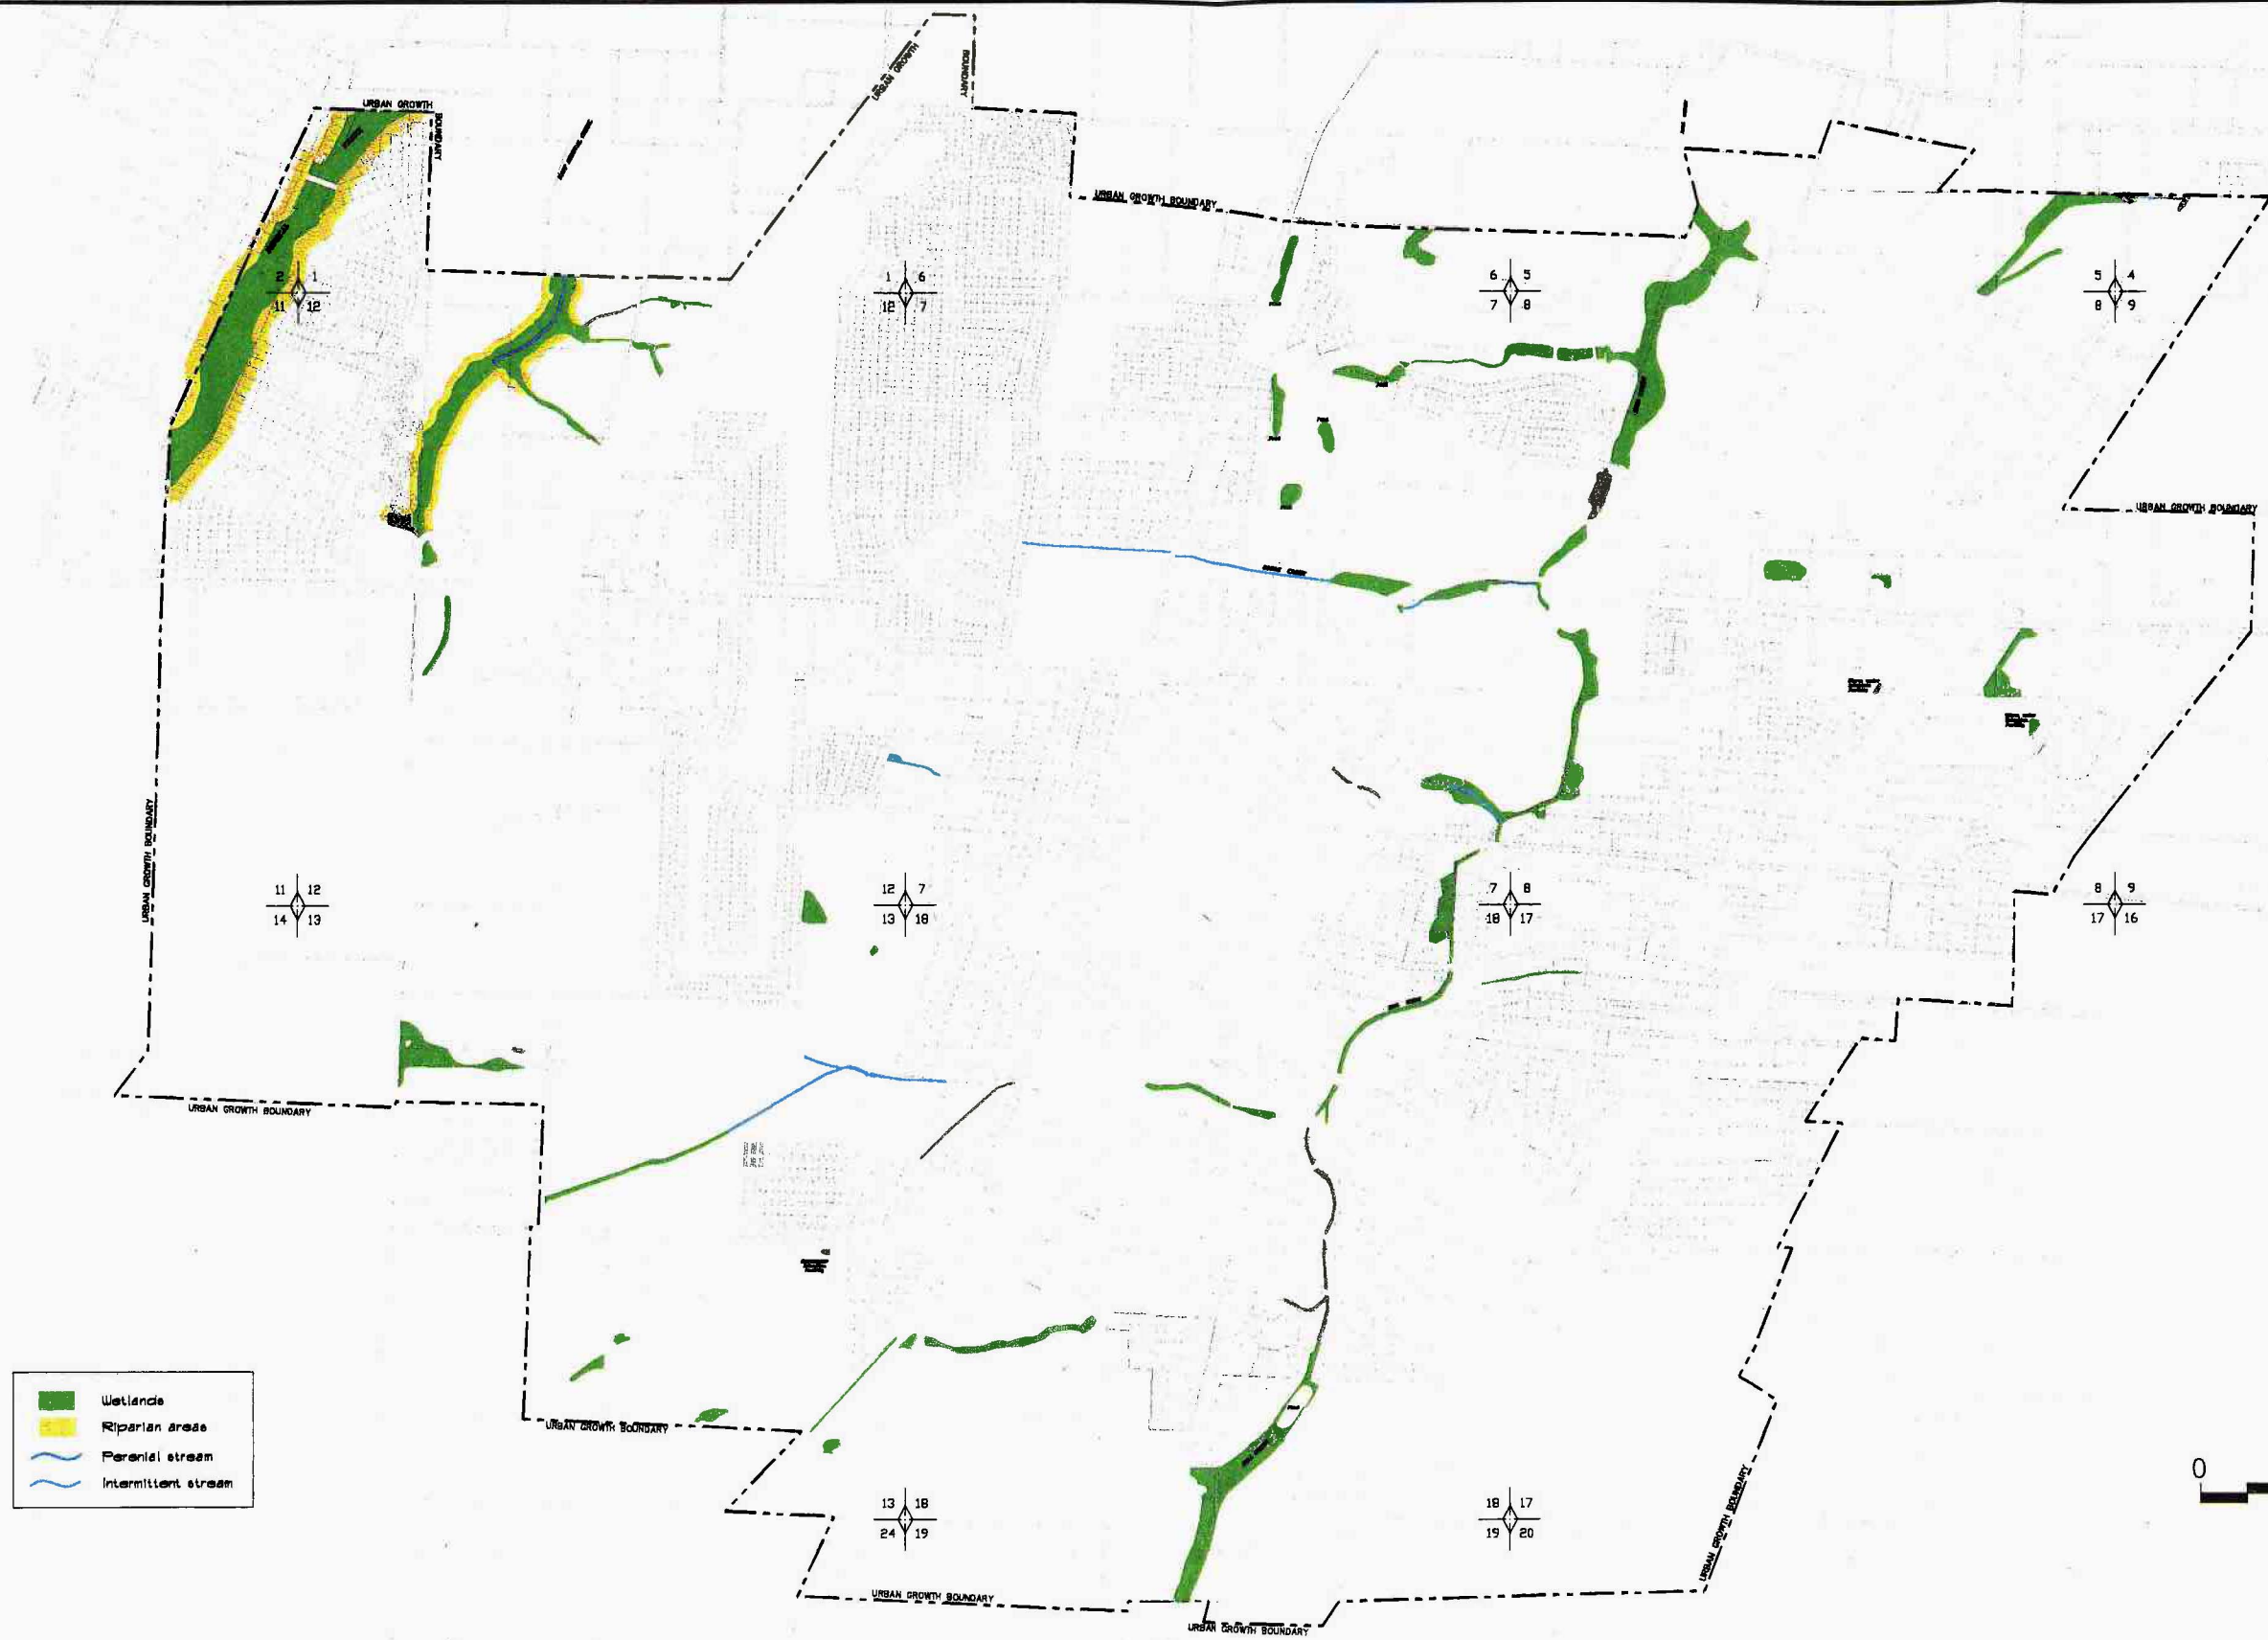 URBAN GROWTH
BOUNDARY
URBAN GROWTH
BOUNDARY
URBAN GROWTH BOUNDARY
2 1
11 12
1 6
12 7
6 5
7 8
5 4
8 9
URBAN GROWTH BOUNDARY
URBAN GROWTH BOUNDARY
11 12
14 13
12 7
13 18
7 8
18 17
8 9
17 16
URBAN GROWTH BOUNDARY
URBAN GROWTH BOUNDARY
Wetlands
Riparian areas
Perenial stream
Intermittent stream
13 18
24 19
18 17
19 20
0
URBAN GROWTH BOUNDARY
URBAN GROWTH BOUNDARY
URBAN GROWTH BOUNDARY